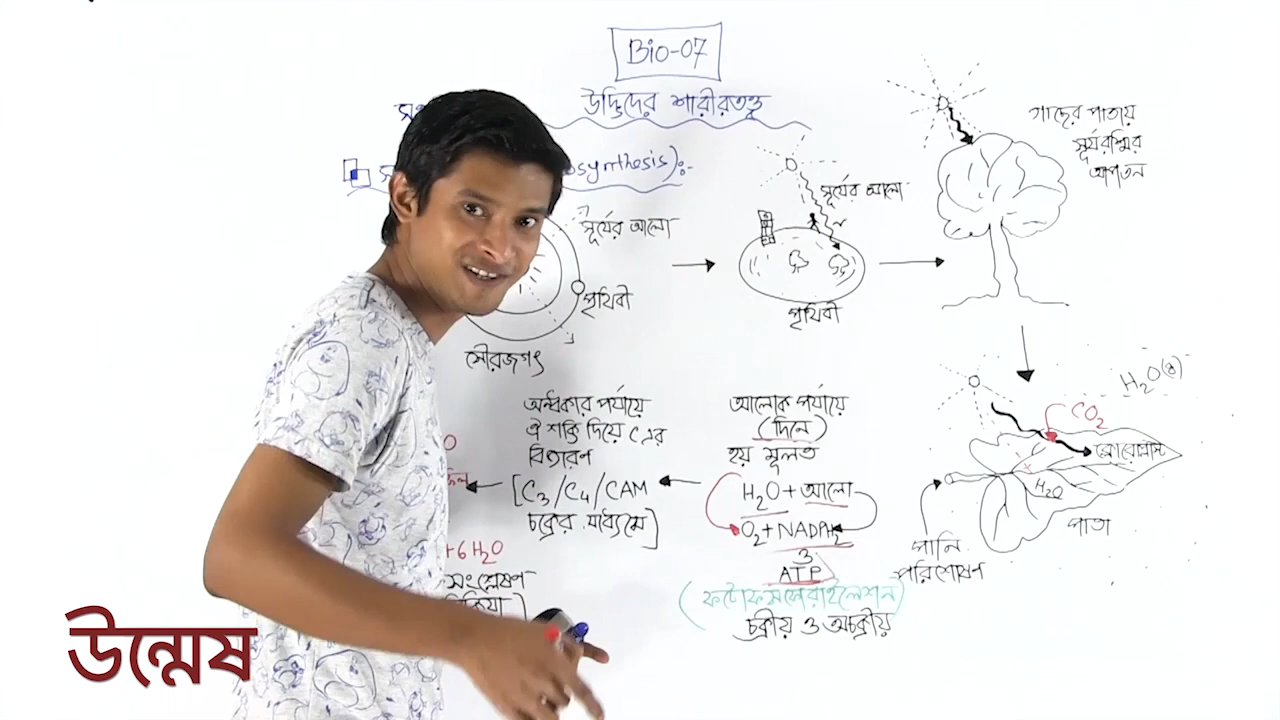 Bio-07
উদ্ভিদের শারীরতত্ত্ব
osynthesis):-
সূর্যের আলো
পৃথিবী
সৌরজগৎ
সূর্যের আলো
পৃথিবী
গাছের পাতায়
সূর্যরশ্মির
আপতন
H₂O(g)
CO₂
ক্লোরোপ্লাস্ট
H₂O
পাতা
পানি
পরিশোষণ
আলোক পর্যায়ে
(দিনে)
হয় মূলত
H₂O + আলো
O₂ + NADPH₂
ও
ATP
(ফটোফসফোরাইলেশন)
চক্রীয় ও অচক্রীয়
অন্ধকার পর্যায়ে
ঐ শক্তি দিয়ে C এর
বিজারণ
[C₃/C₄/CAM
চক্রের মাধ্যমে]
+6H₂O
সংশ্লেষণ
উন্মেষ